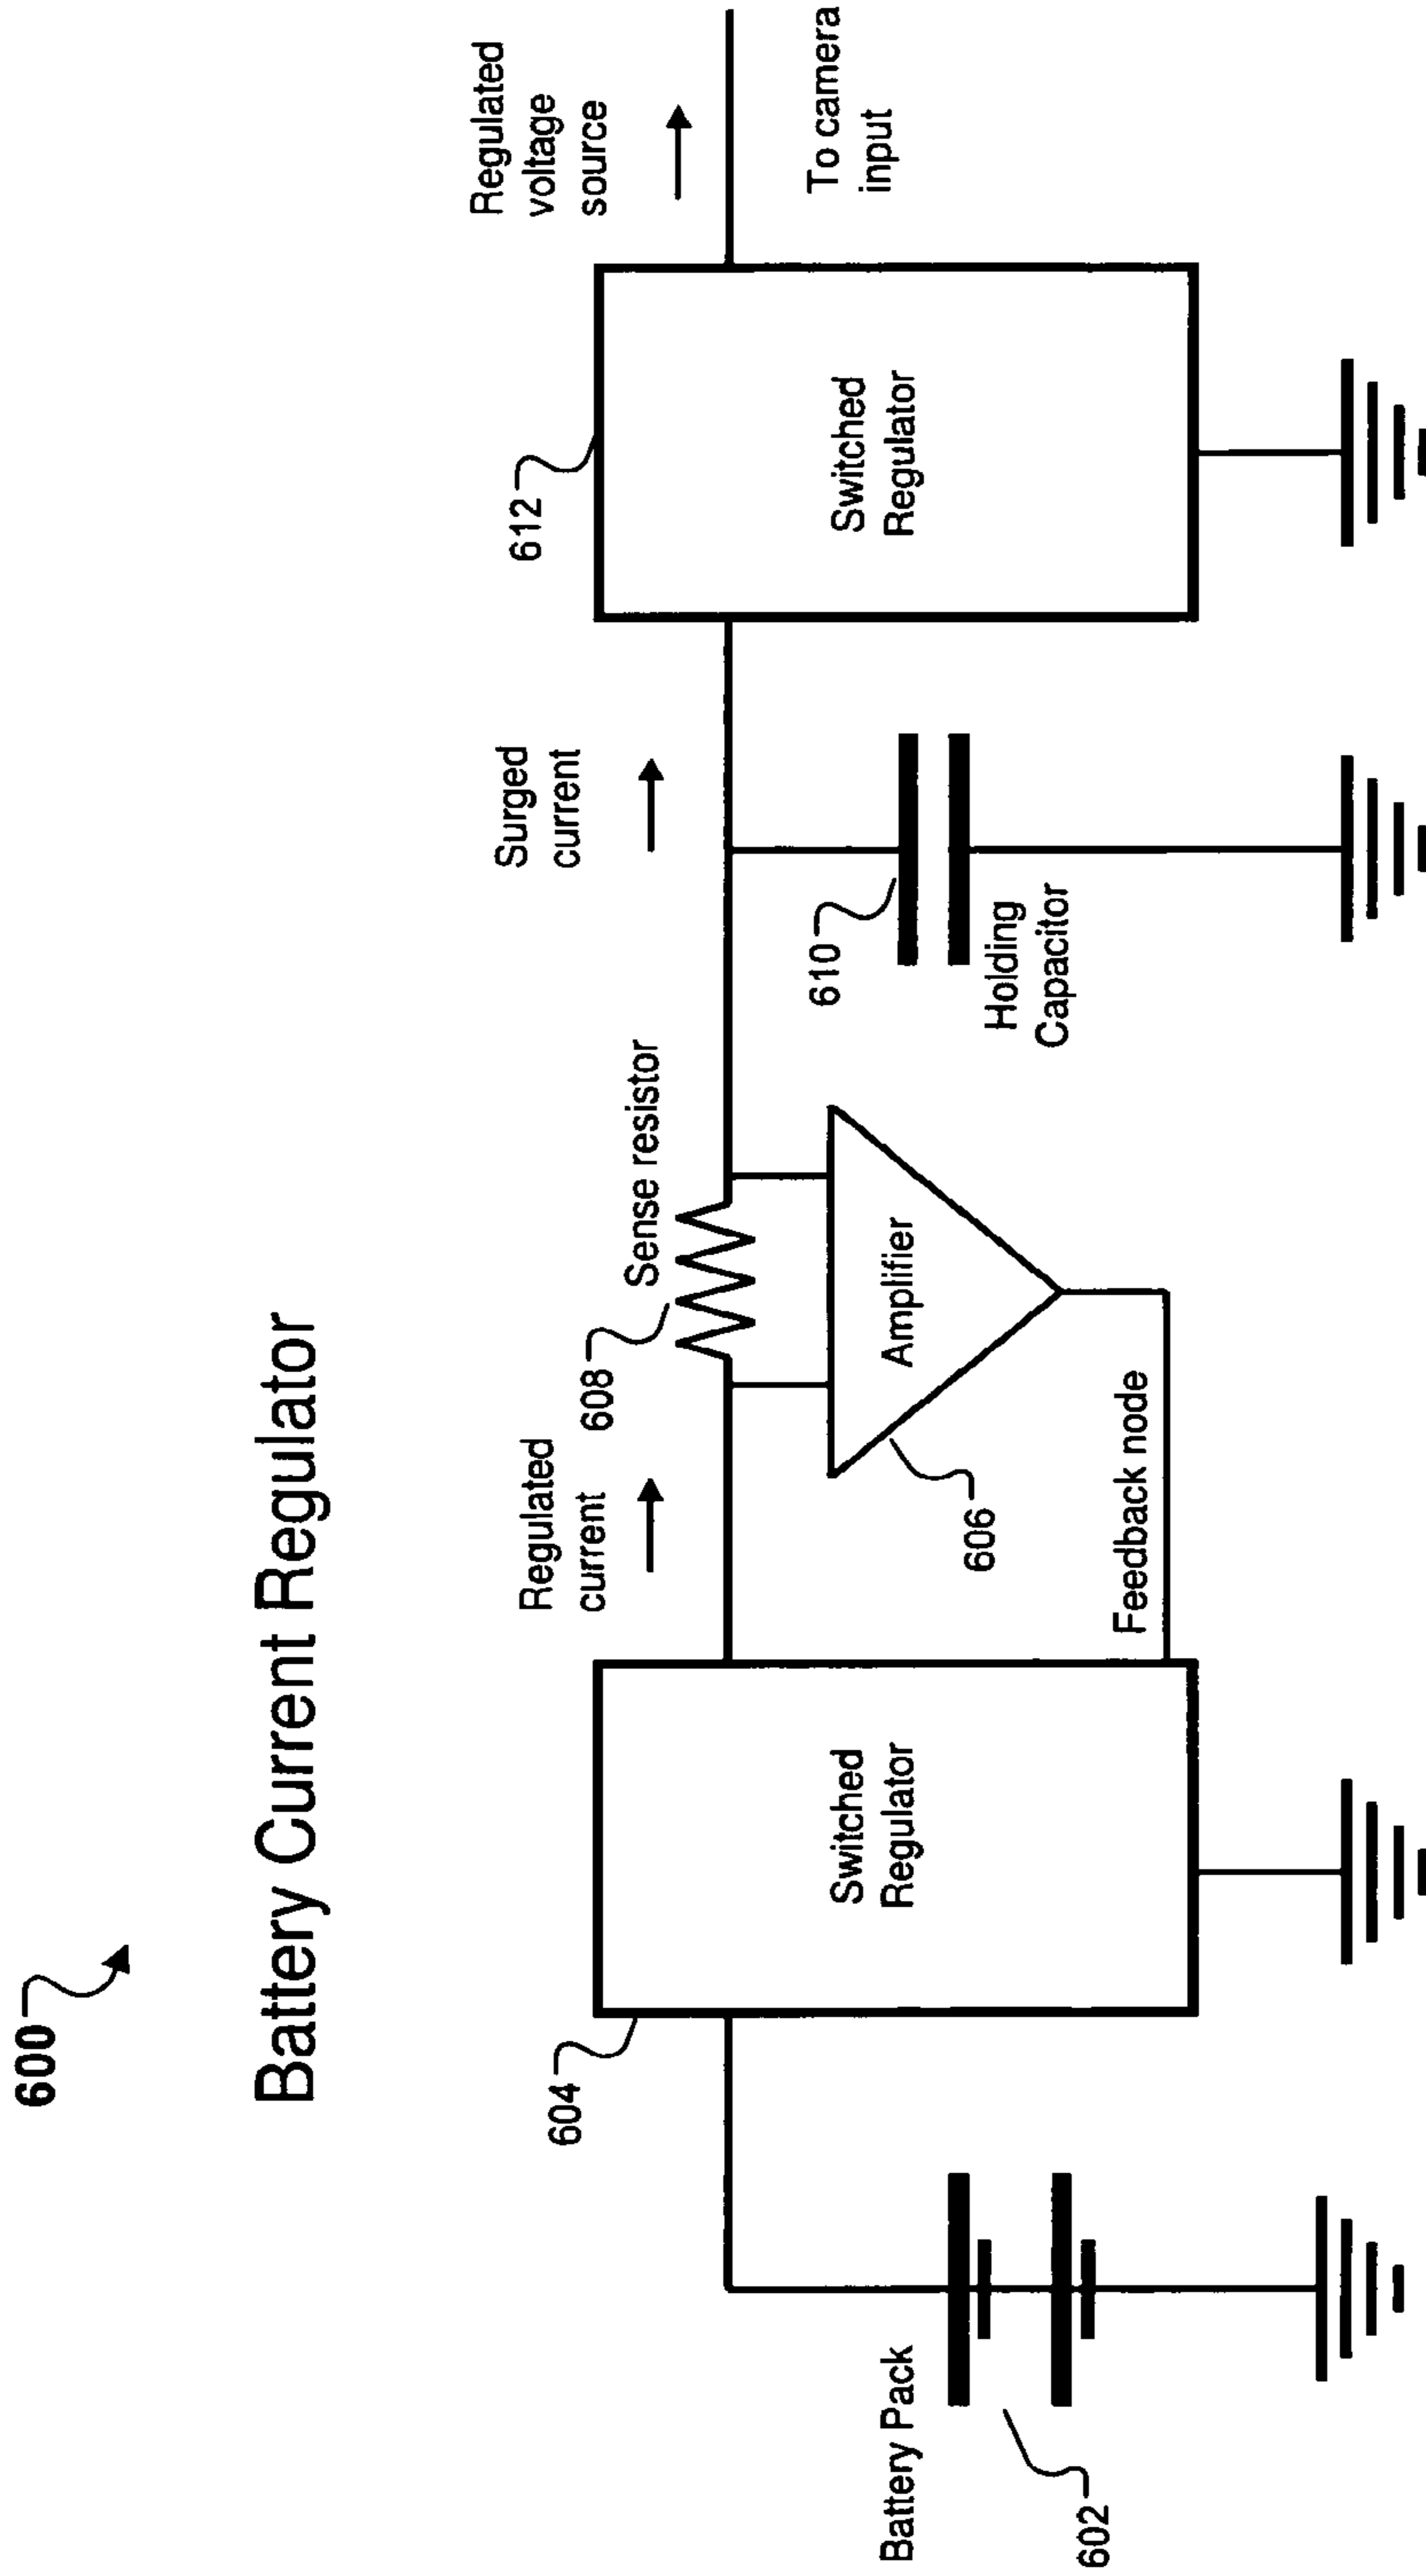 600
Battery Current Regulator
Regulated
voltage
source
To camera
input
612
Switched
Regulator
Surged
current
610
Holding
Capacitor
Sense resistor
608
Regulated
current
Amplifier
606
Feedback node
604
Switched
Regulator
Battery Pack
602